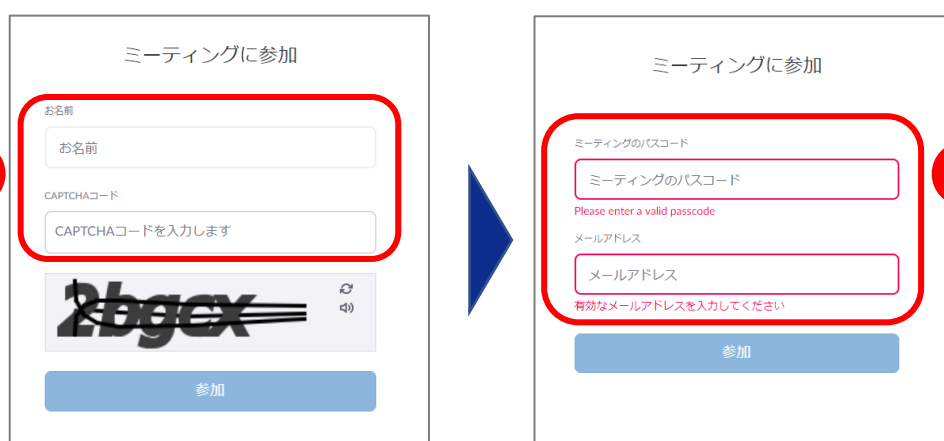 ミーティングに参加
お名前
お名前
CAPTCHAコード
CAPTCHAコードを入力します
2bgcx
参加
ミーティングに参加
ミーティングのパスコード
ミーティングのパスコード
Please enter a valid passcode
メールアドレス
メールアドレス
有効なメールアドレスを入力してください
参加